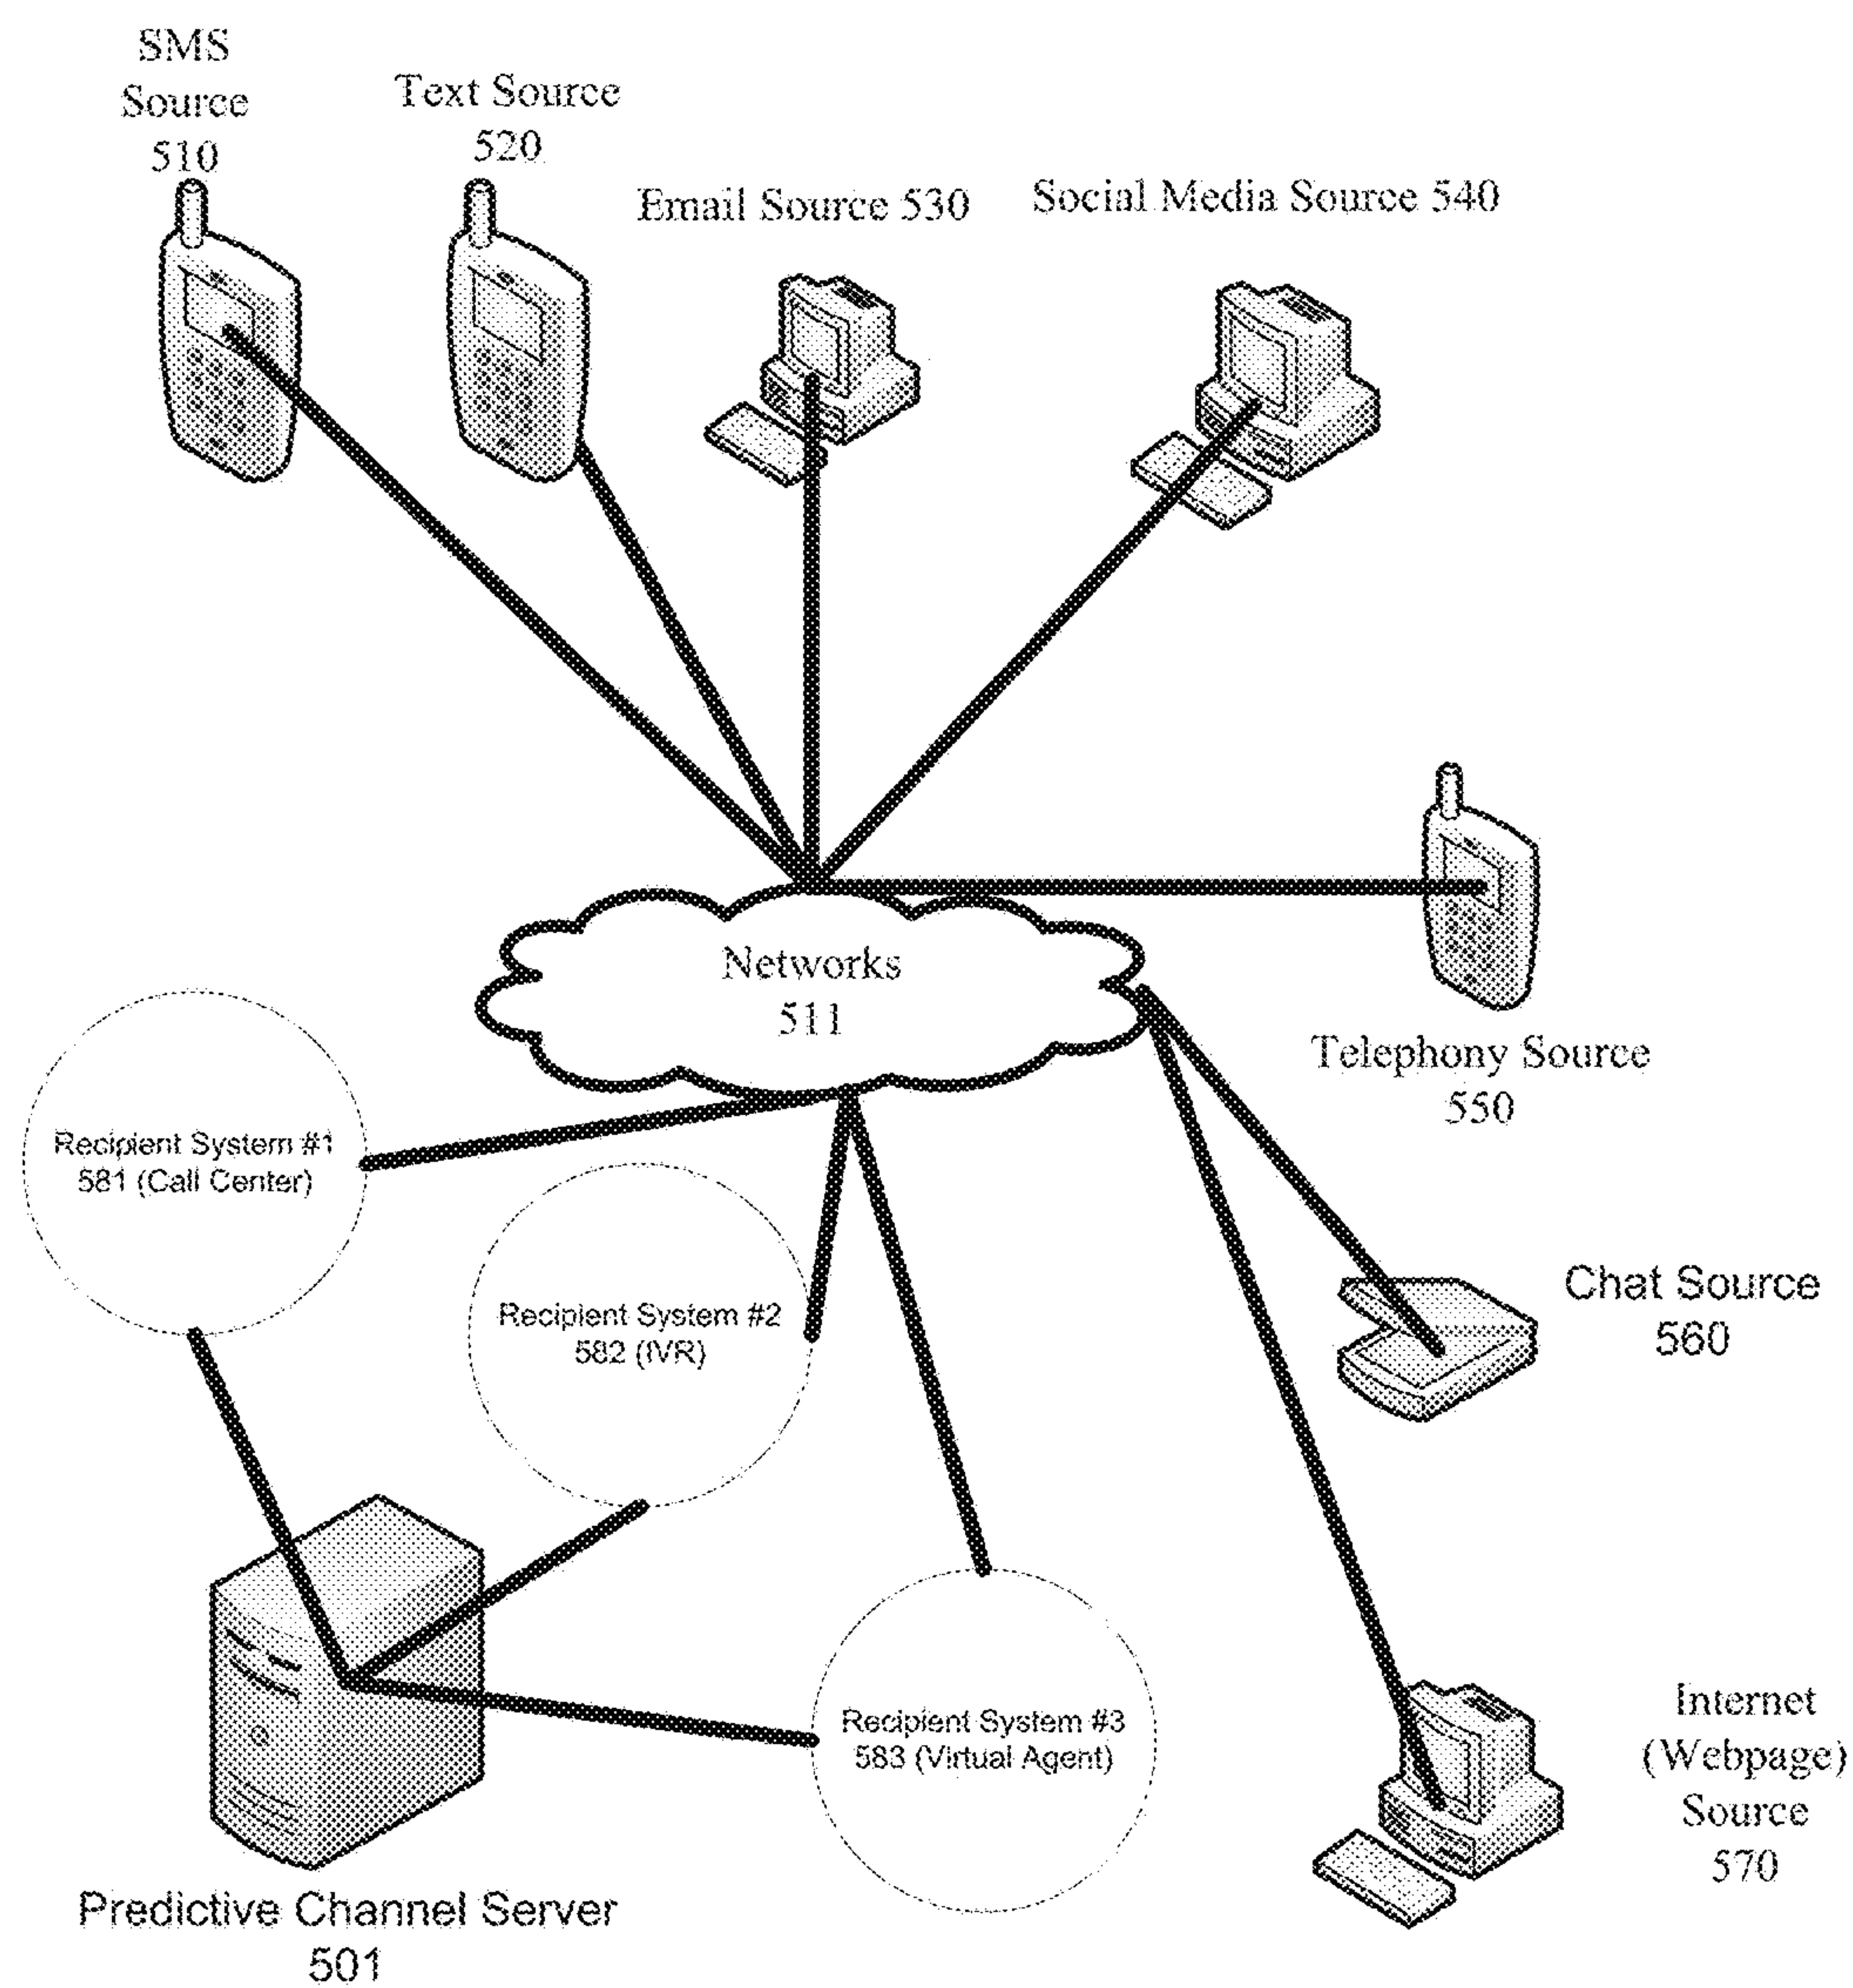 SMS
Source
510
Text Source
520
Email Source 530
Social Media Source 540
Networks
511
Telephony Source
550
Recipient System #1
581 (Call Center)
Recipient System #2
582 (IVR)
Chat Source
560
Recipient System #3
583 (Virtual Agent)
Internet
(Webpage)
Source
570
Predictive Channel Server
501